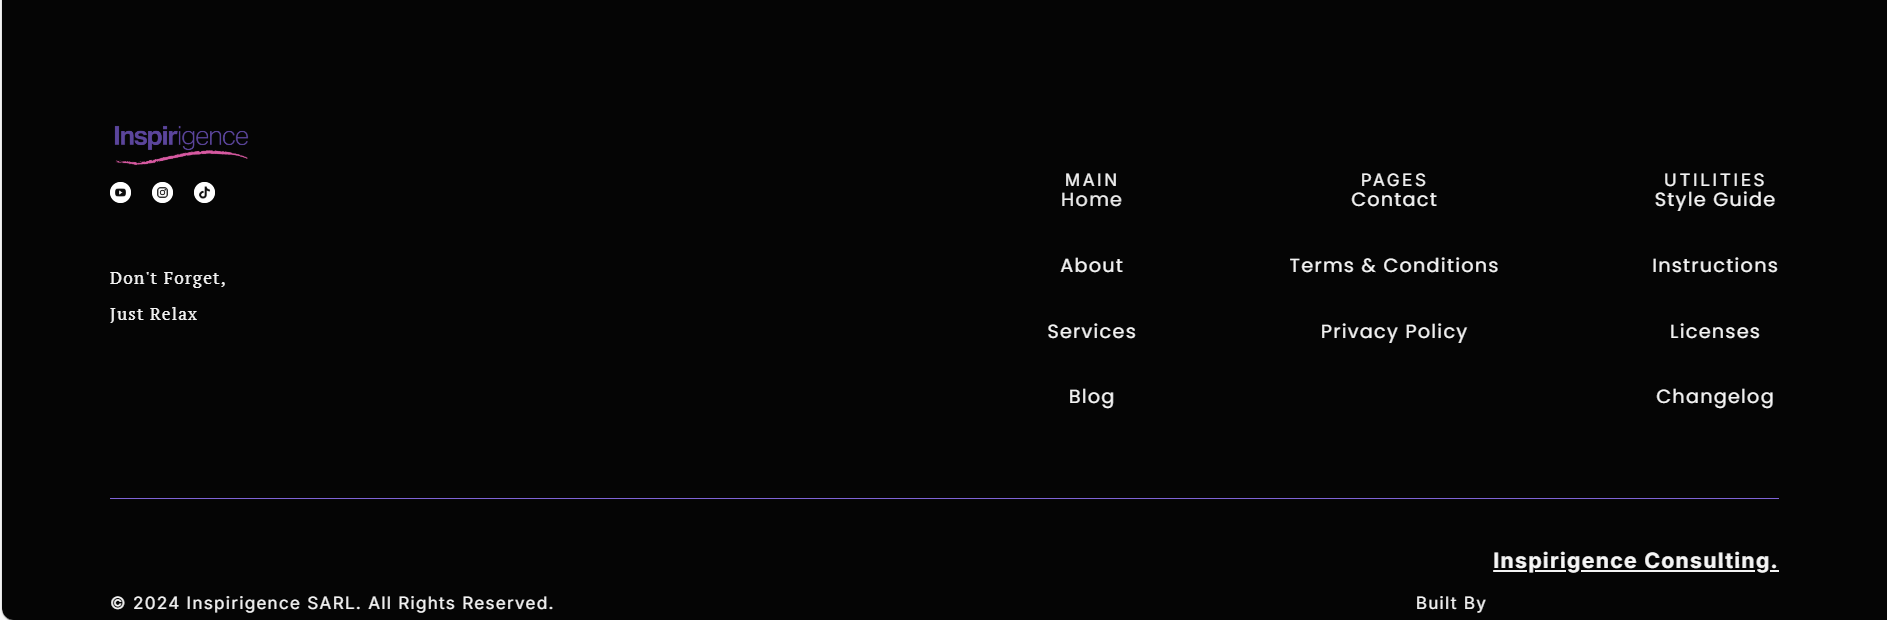 Inspirigence
Don't Forget,
Just Relax
MAIN
Home
About
Services
Blog
PAGES
Contact
Terms & Conditions
Privacy Policy
UTILITIES
Style Guide
Instructions
Licenses
Changelog
© 2024 Inspirigence SARL. All Rights Reserved.
Built By
Inspirigence Consulting.